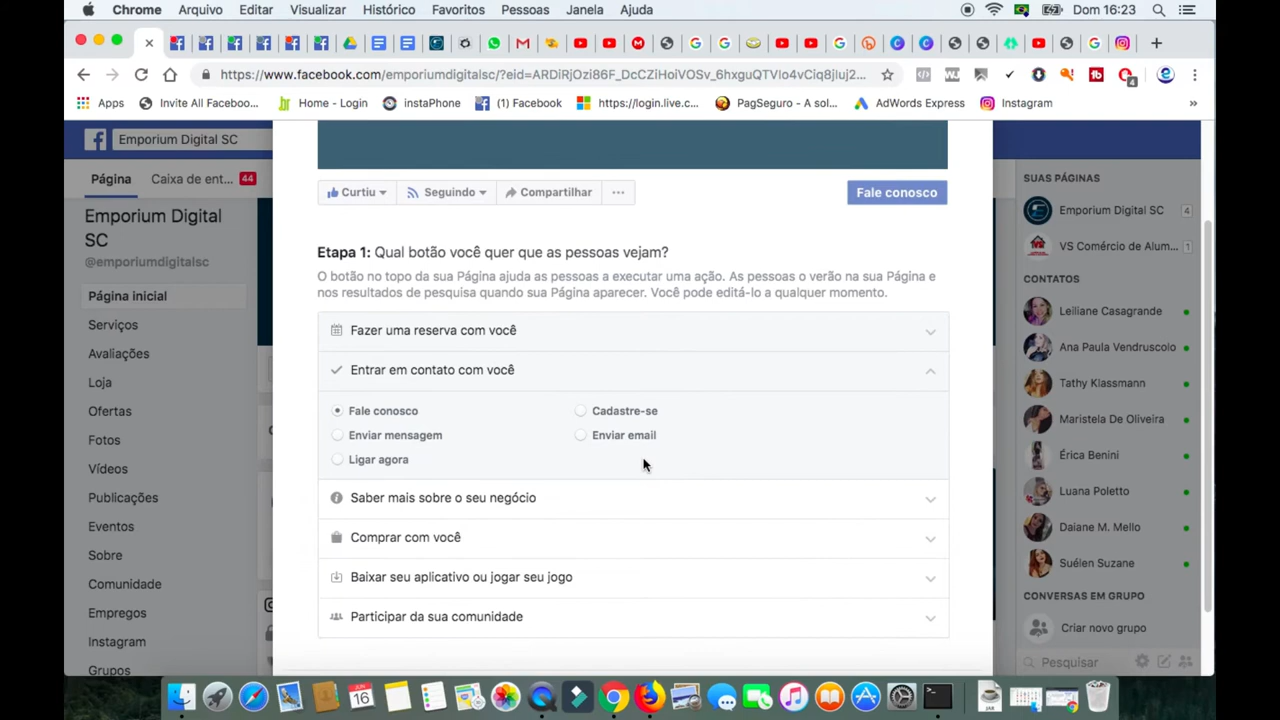 Chrome Arquivo Editar Visualizar Histórico Favoritos Pessoas Janela Ajuda Dom 16:23
https://www.facebook.com/emporiumdigitalsc/?eid=ARDiRjOzi86F_DcCZiHoiVOSv_6hxguQTVIo4vCiq8jIuj2...
Apps Invite All Faceboo... Home - Login instaPhone (1) Facebook https://login.live.c... PagSeguro - A sol... AdWords Express Instagram »
Emporium Digital SC
Página Caixa de ent... 44
Emporium Digital
SC
@emporiumdigitalsc
Página inicial
Serviços
Avaliações
Loja
Ofertas
Fotos
Vídeos
Publicações
Eventos
Sobre
Comunidade
Empregos
Instagram
Grupos
Curtiu Seguindo Compartilhar ... Fale conosco
Etapa 1: Qual botão você quer que as pessoas vejam?
O botão no topo da sua Página ajuda as pessoas a executar uma ação. As pessoas o verão na sua Página e
nos resultados de pesquisa quando sua Página aparecer. Você pode editá-lo a qualquer momento.
Fazer uma reserva com você
Entrar em contato com você
Fale conosco Cadastre-se
Enviar mensagem Enviar email
Ligar agora
Saber mais sobre o seu negócio
Comprar com você
Baixar seu aplicativo ou jogar seu jogo
Participar da sua comunidade
SUAS PÁGINAS
Emporium Digital SC 4
VS Comércio de Alum... 1
CONTATOS
Leiliane Casagrande
Ana Paula Vendruscolo
Tathy Klassmann
Maristela De Oliveira
Érica Benini
Luana Poletto
Daiane M. Mello
Suélen Suzane
CONVERSAS EM GRUPO
Criar novo grupo
Pesquisar